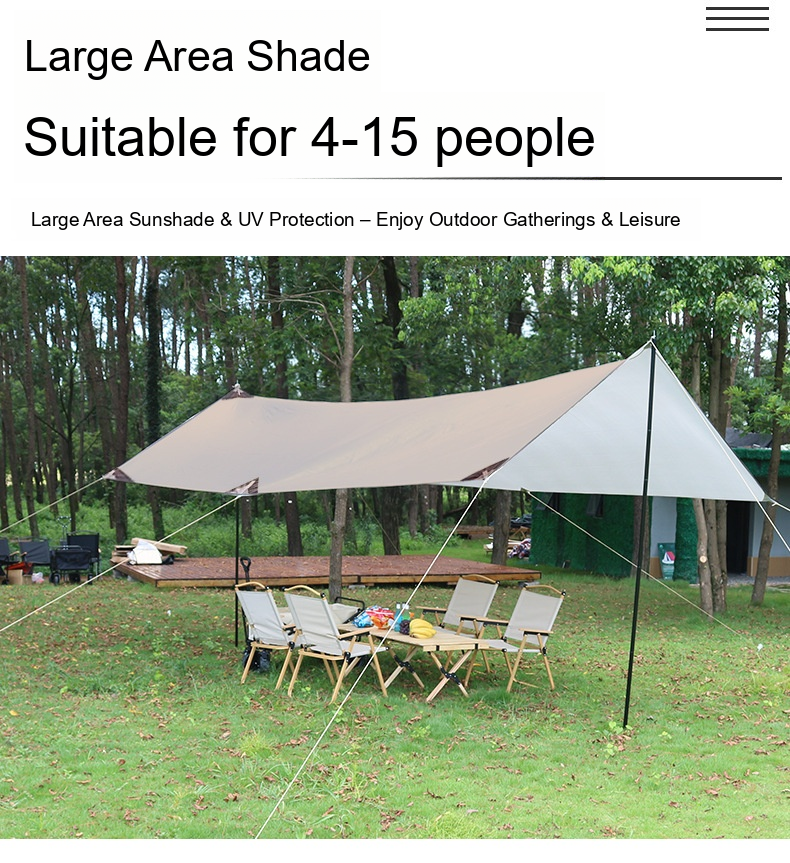 Large Area Shade
Suitable for 4-15 people
Large Area Sunshade & UV Protection – Enjoy Outdoor Gatherings & Leisure